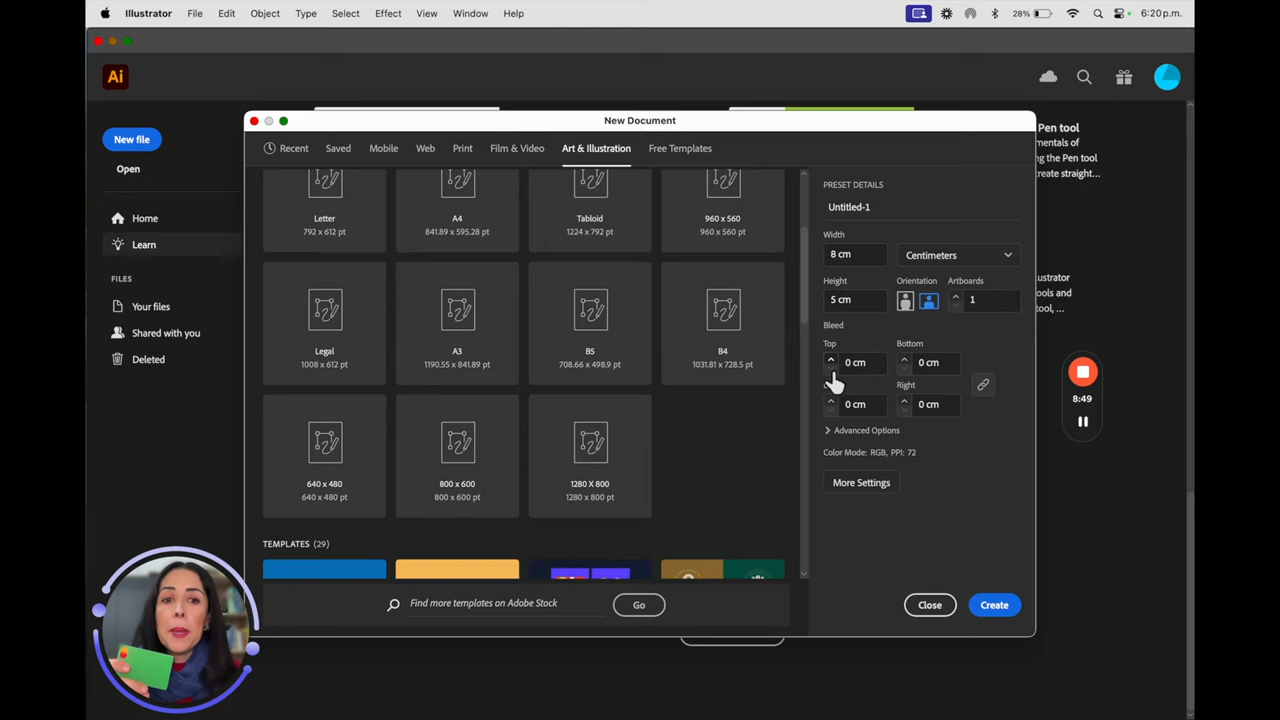 Illustrator File Edit Object Type Select Effect View Window Help 28% 6:20 p.m.
Ai
New file
Open
Home
Learn
FILES
Your files
Shared with you
Deleted
New Document
Recent Saved Mobile Web Print Film & Video Art & Illustration Free Templates
Letter A4 Tabloid 960 x 560
792 x 612 pt 841.89 x 595.28 pt 1224 x 792 pt 960 x 560 pt
Legal A3 B5 B4
1008 x 612 pt 1190.55 x 841.89 pt 708.66 x 498.9 pt 1031.81 x 728.5 pt
640 x 480 800 x 600 1280 X 800
640 x 480 pt 800 x 600 pt 1280 x 800 pt
TEMPLATES (29)
Find more templates on Adobe Stock Go
PRESET DETAILS
Untitled-1
Width
8 cm Centimeters
Height Orientation Artboards
5 cm 1
Bleed
Top Bottom
0 cm 0 cm
Right
0 cm 0 cm
Advanced Options
Color Mode: RGB, PPI: 72
More Settings
Close Create
Pen tool
mentals of
g the Pen tool
create straight...
ustrator
tools and
, ...
8:49